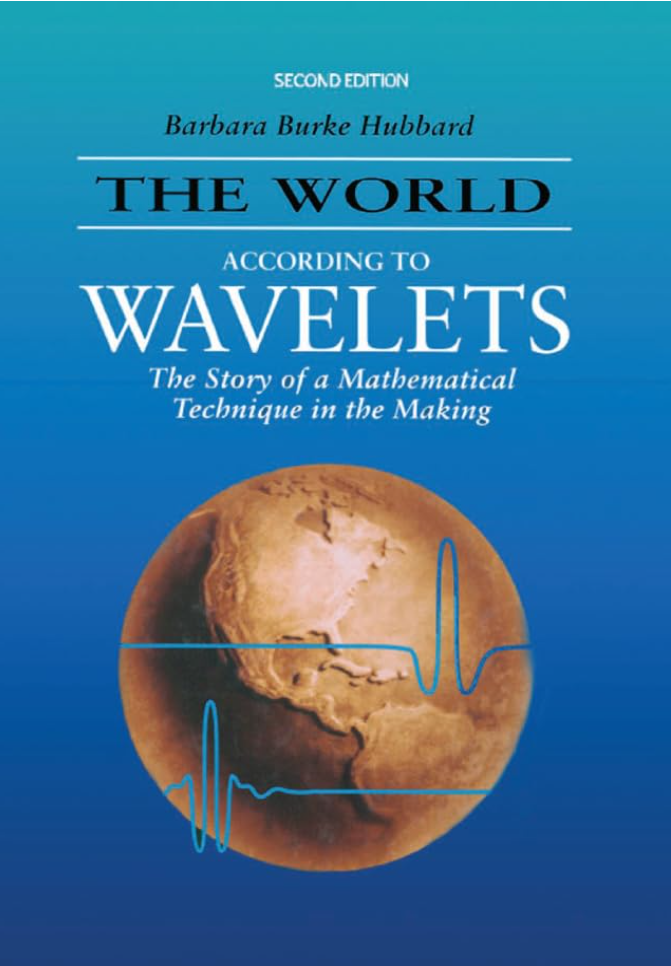 SECOND EDITION
Barbara Burke Hubbard
THE WORLD
ACCORDING TO
WAVELETS
The Story of a Mathematical
Technique in the Making